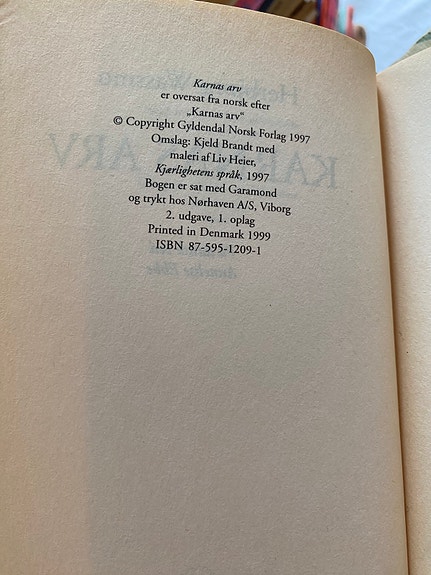 Karnas arv
er oversat fra norsk efter
„Karnas arv“
© Copyright Gyldendal Norsk Forlag 1997
Omslag: Kjeld Brandt med
maleri af Liv Heier,
Kjærlighetens språk, 1997
Bogen er sat med Garamond
og trykt hos Nørhaven A/S, Viborg
2. udgave, 1. oplag
Printed in Denmark 1999
ISBN 87-595-1209-1